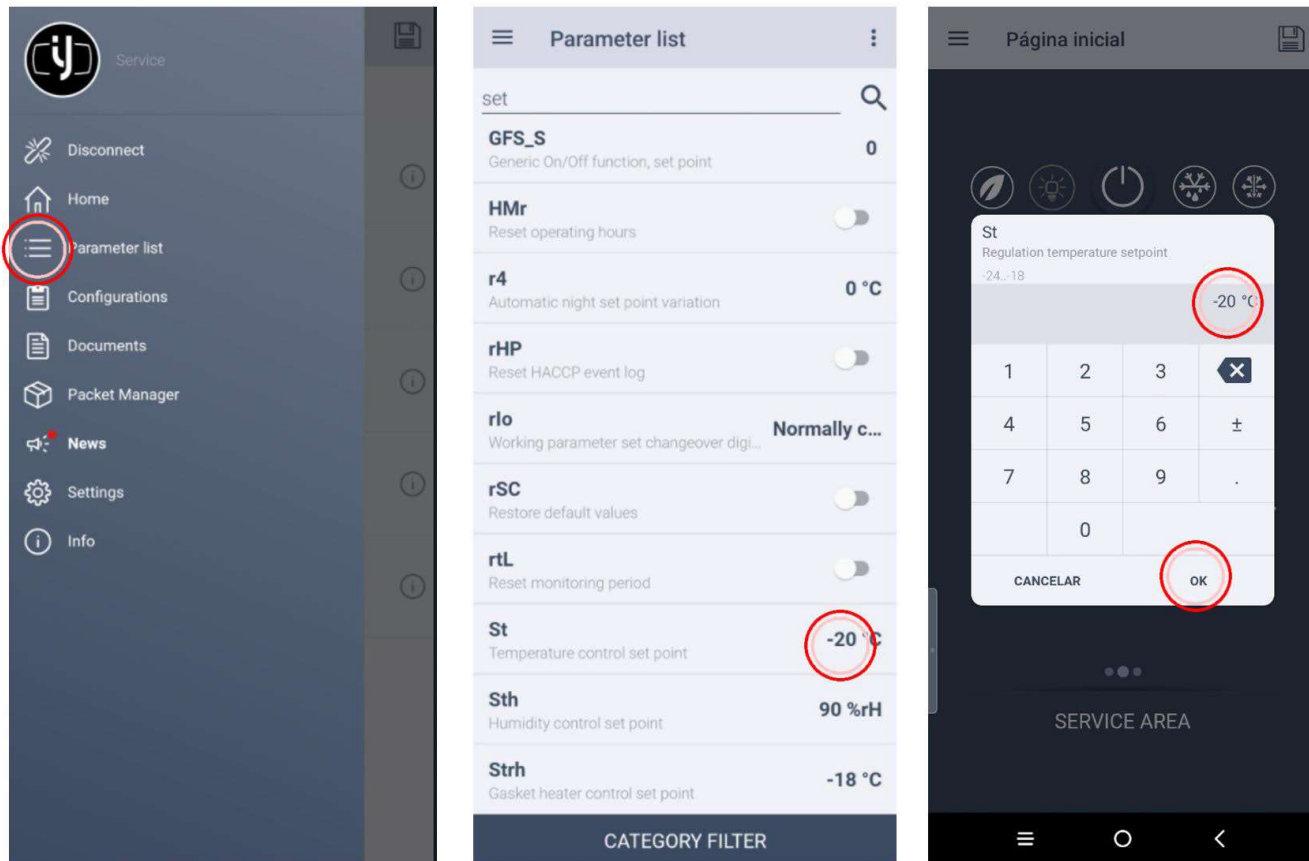 Service
Disconnect
Home
Parameter list
Configurations
Documents
Packet Manager
News
Settings
Info
Parameter list
set
GFS_S
Generic On/Off function, set point
0
HMr
Reset operating hours
r4
Automatic night set point variation
0 °C
rHP
Reset HACCP event log
rIo
Working parameter set changeover digi...
Normally c...
rSC
Restore default values
rtL
Reset monitoring period
St
Temperature control set point
-20 °C
Sth
Humidity control set point
90 %rH
Strh
Gasket heater control set point
-18 °C
CATEGORY FILTER
Página inicial
St
Regulation temperature setpoint
-24..-18
-20 °C
1 2 3
4 5 6 ±
7 8 9 .
0
CANCELAR OK
SERVICE AREA